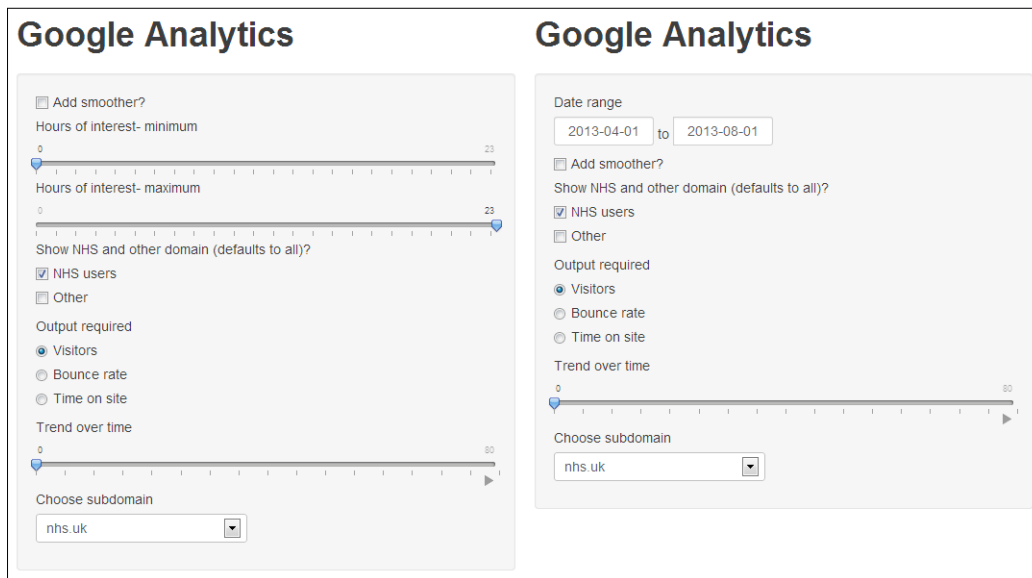 Google Analytics
Add smoother?
Hours of interest- minimum
0 23
Hours of interest- maximum
0 23
Show NHS and other domain (defaults to all)?
NHS users
Other
Output required
Visitors
Bounce rate
Time on site
Trend over time
0 80
Choose subdomain
nhs.uk
Google Analytics
Date range
2013-04-01 to 2013-08-01
Add smoother?
Show NHS and other domain (defaults to all)?
NHS users
Other
Output required
Visitors
Bounce rate
Time on site
Trend over time
0 80
Choose subdomain
nhs.uk